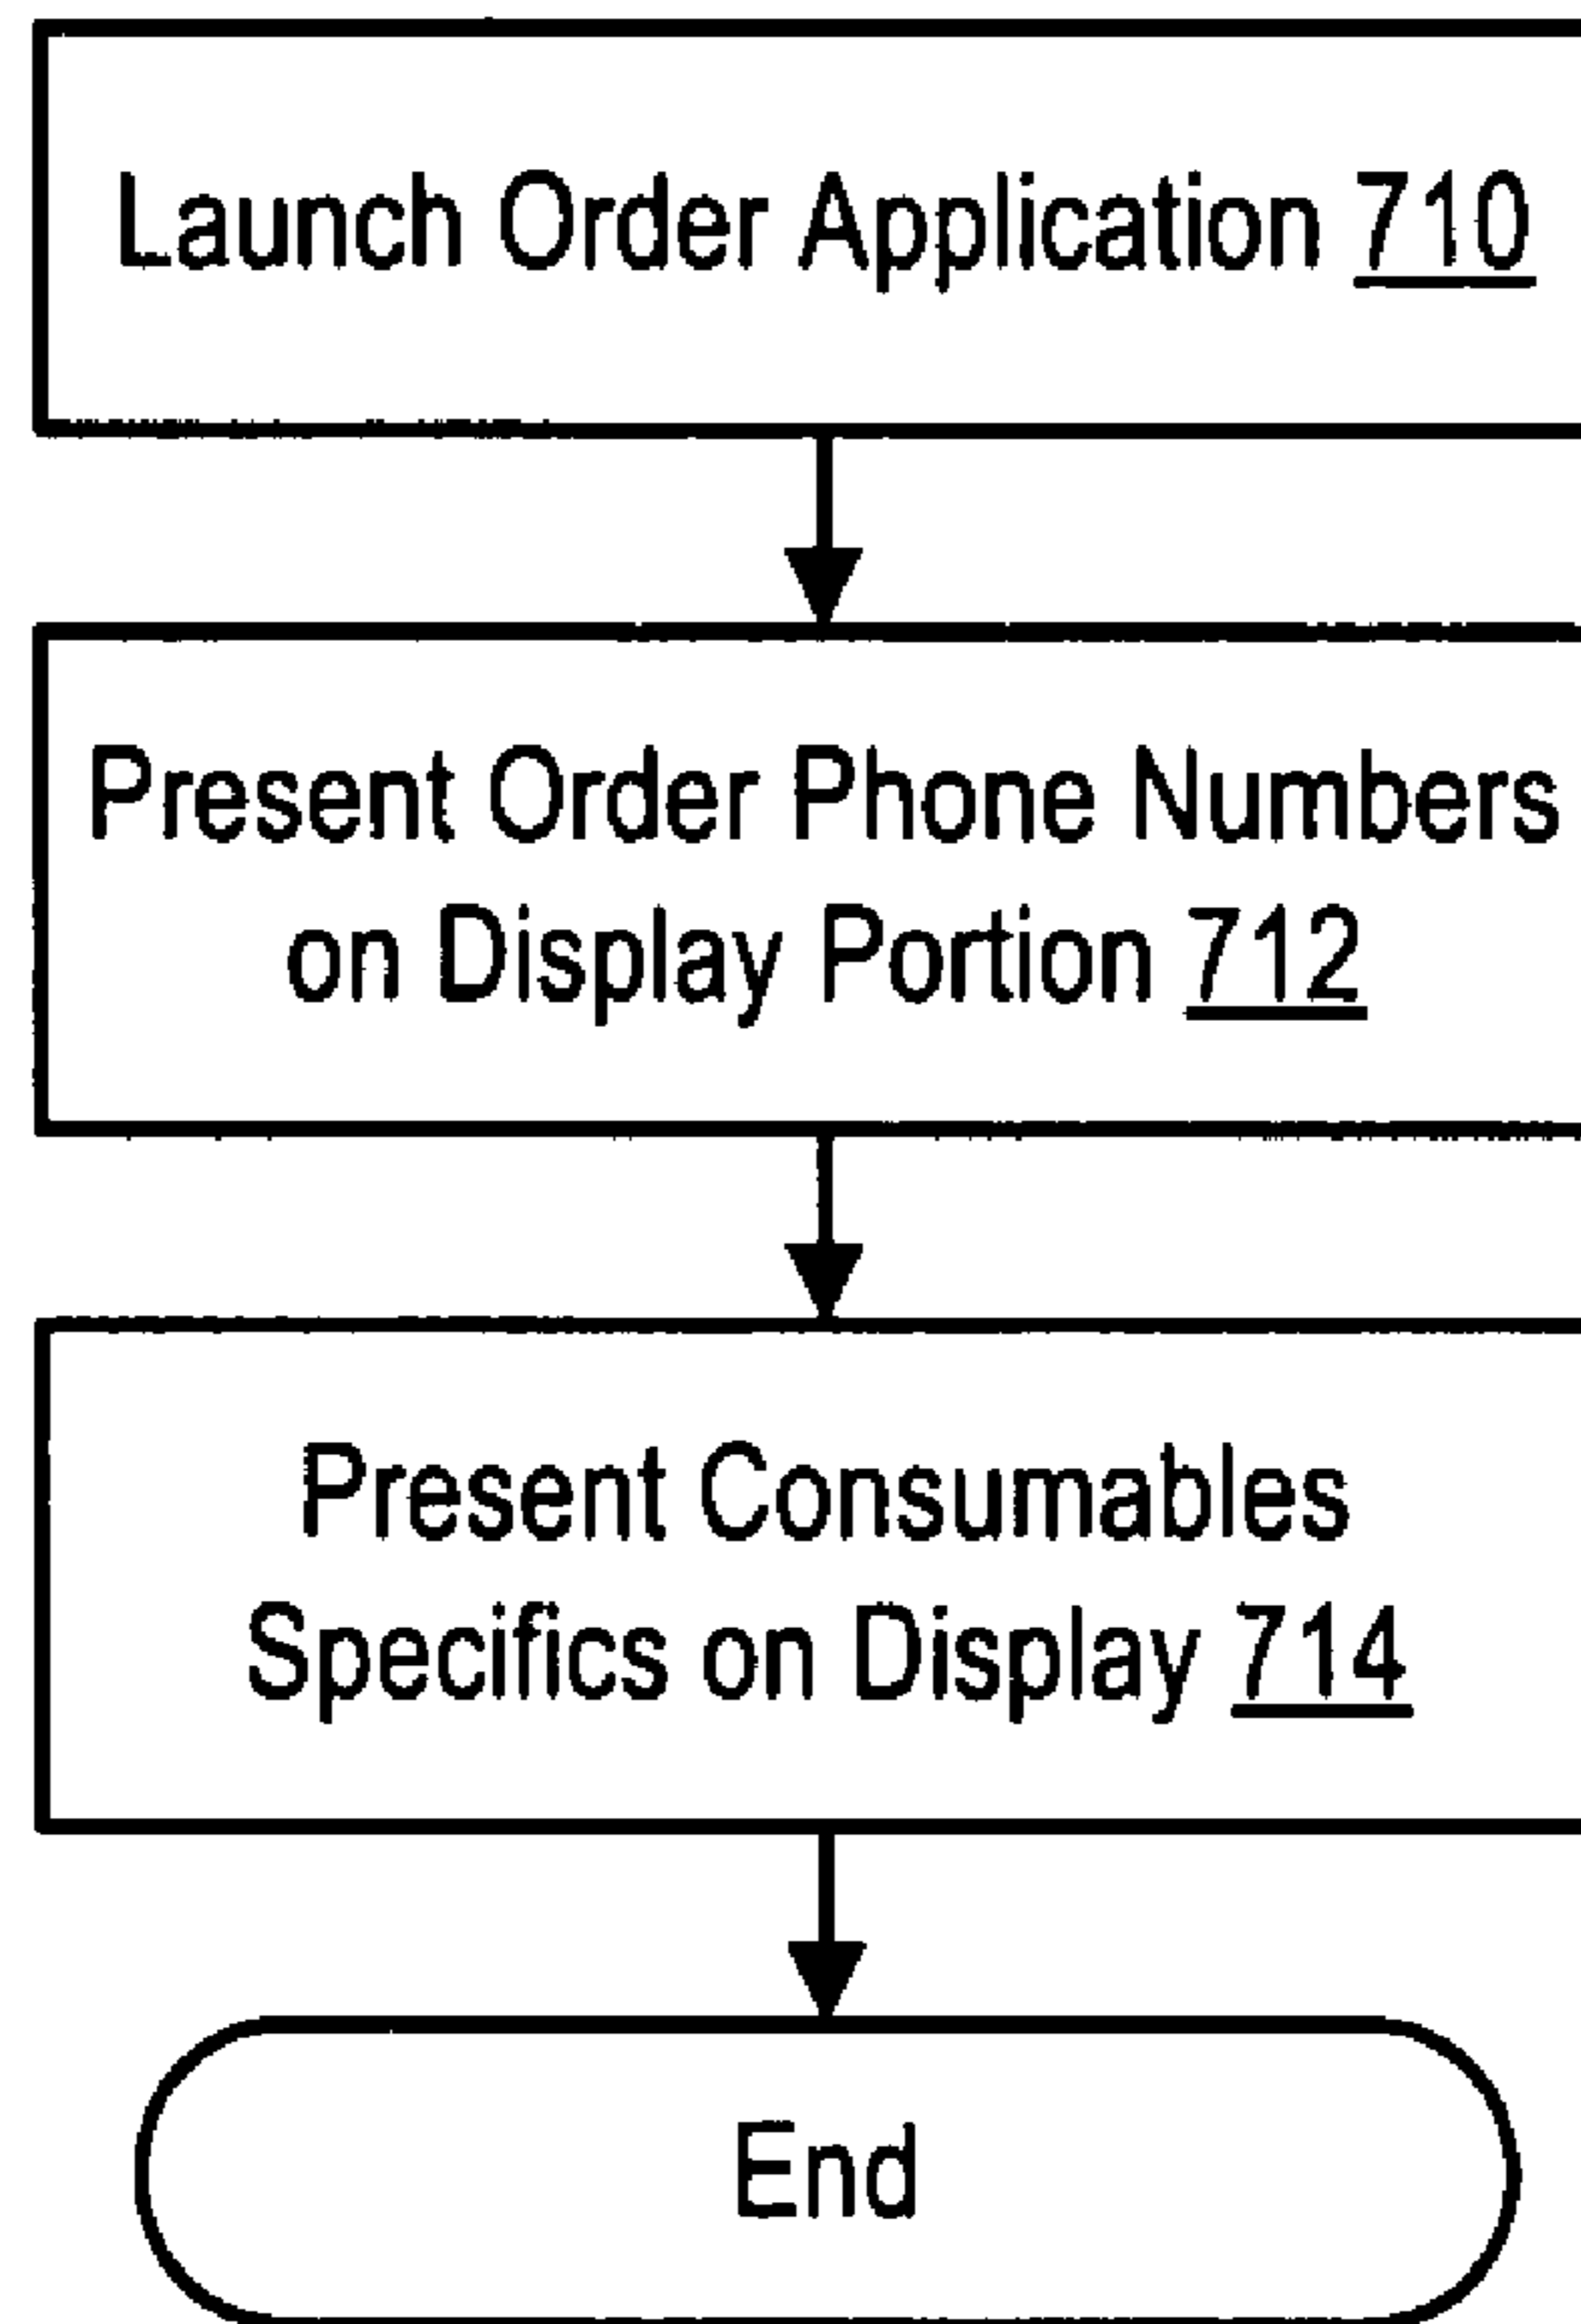 Launch Order Application 710
Present Order Phone Numbers
on Display Portion 712
Present Consumables
Specifics on Display 714
End